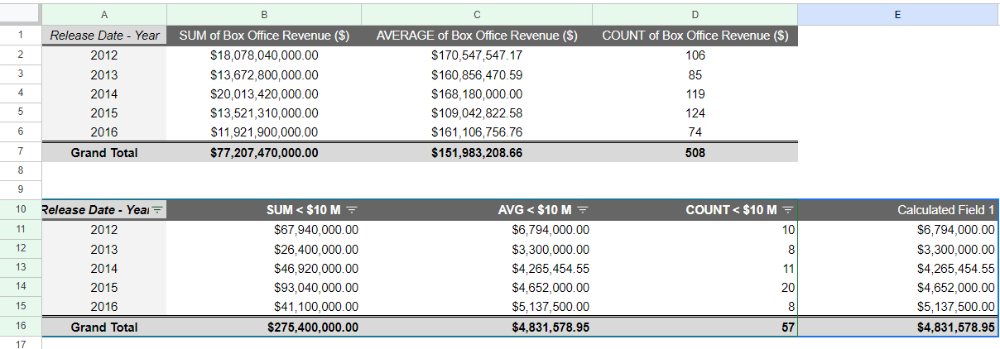 A B C D E
1 Release Date - Year SUM of Box Office Revenue ($) AVERAGE of Box Office Revenue ($) COUNT of Box Office Revenue ($)
2 2012 $18,078,040,000.00 $170,547,547.17 106
3 2013 $13,672,800,000.00 $160,856,470.59 85
4 2014 $20,013,420,000.00 $168,180,000.00 119
5 2015 $13,521,310,000.00 $109,042,822.58 124
6 2016 $11,921,900,000.00 $161,106,756.76 74
7 Grand Total $77,207,470,000.00 $151,983,208.66 508
8
9
10 Release Date - Year SUM < $10 M AVG < $10 M COUNT < $10 M Calculated Field 1
11 2012 $67,940,000.00 $6,794,000.00 10 $6,794,000.00
12 2013 $26,400,000.00 $3,300,000.00 8 $3,300,000.00
13 2014 $46,920,000.00 $4,265,454.55 11 $4,265,454.55
14 2015 $93,040,000.00 $4,652,000.00 20 $4,652,000.00
15 2016 $41,100,000.00 $5,137,500.00 8 $5,137,500.00
16 Grand Total $275,400,000.00 $4,831,578.95 57 $4,831,578.95
17